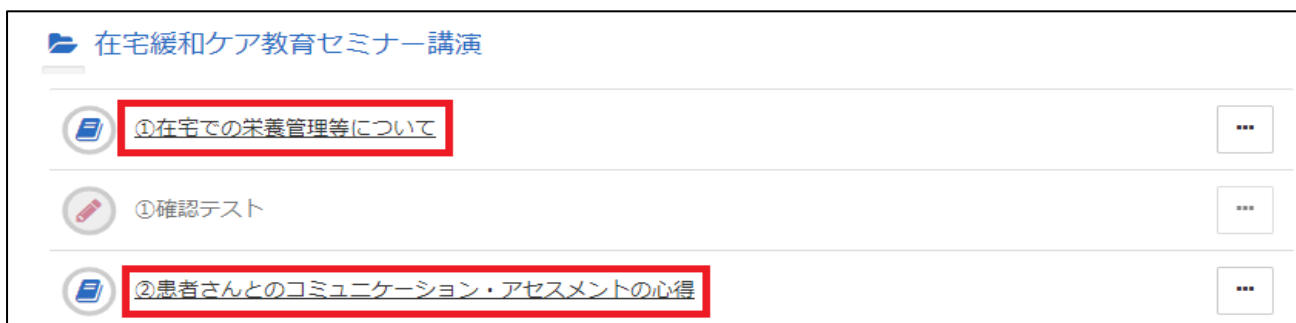 在宅緩和ケア教育セミナー講演
①在宅での栄養管理等について
①確認テスト
②患者さんとのコミュニケーション・アセスメントの心得